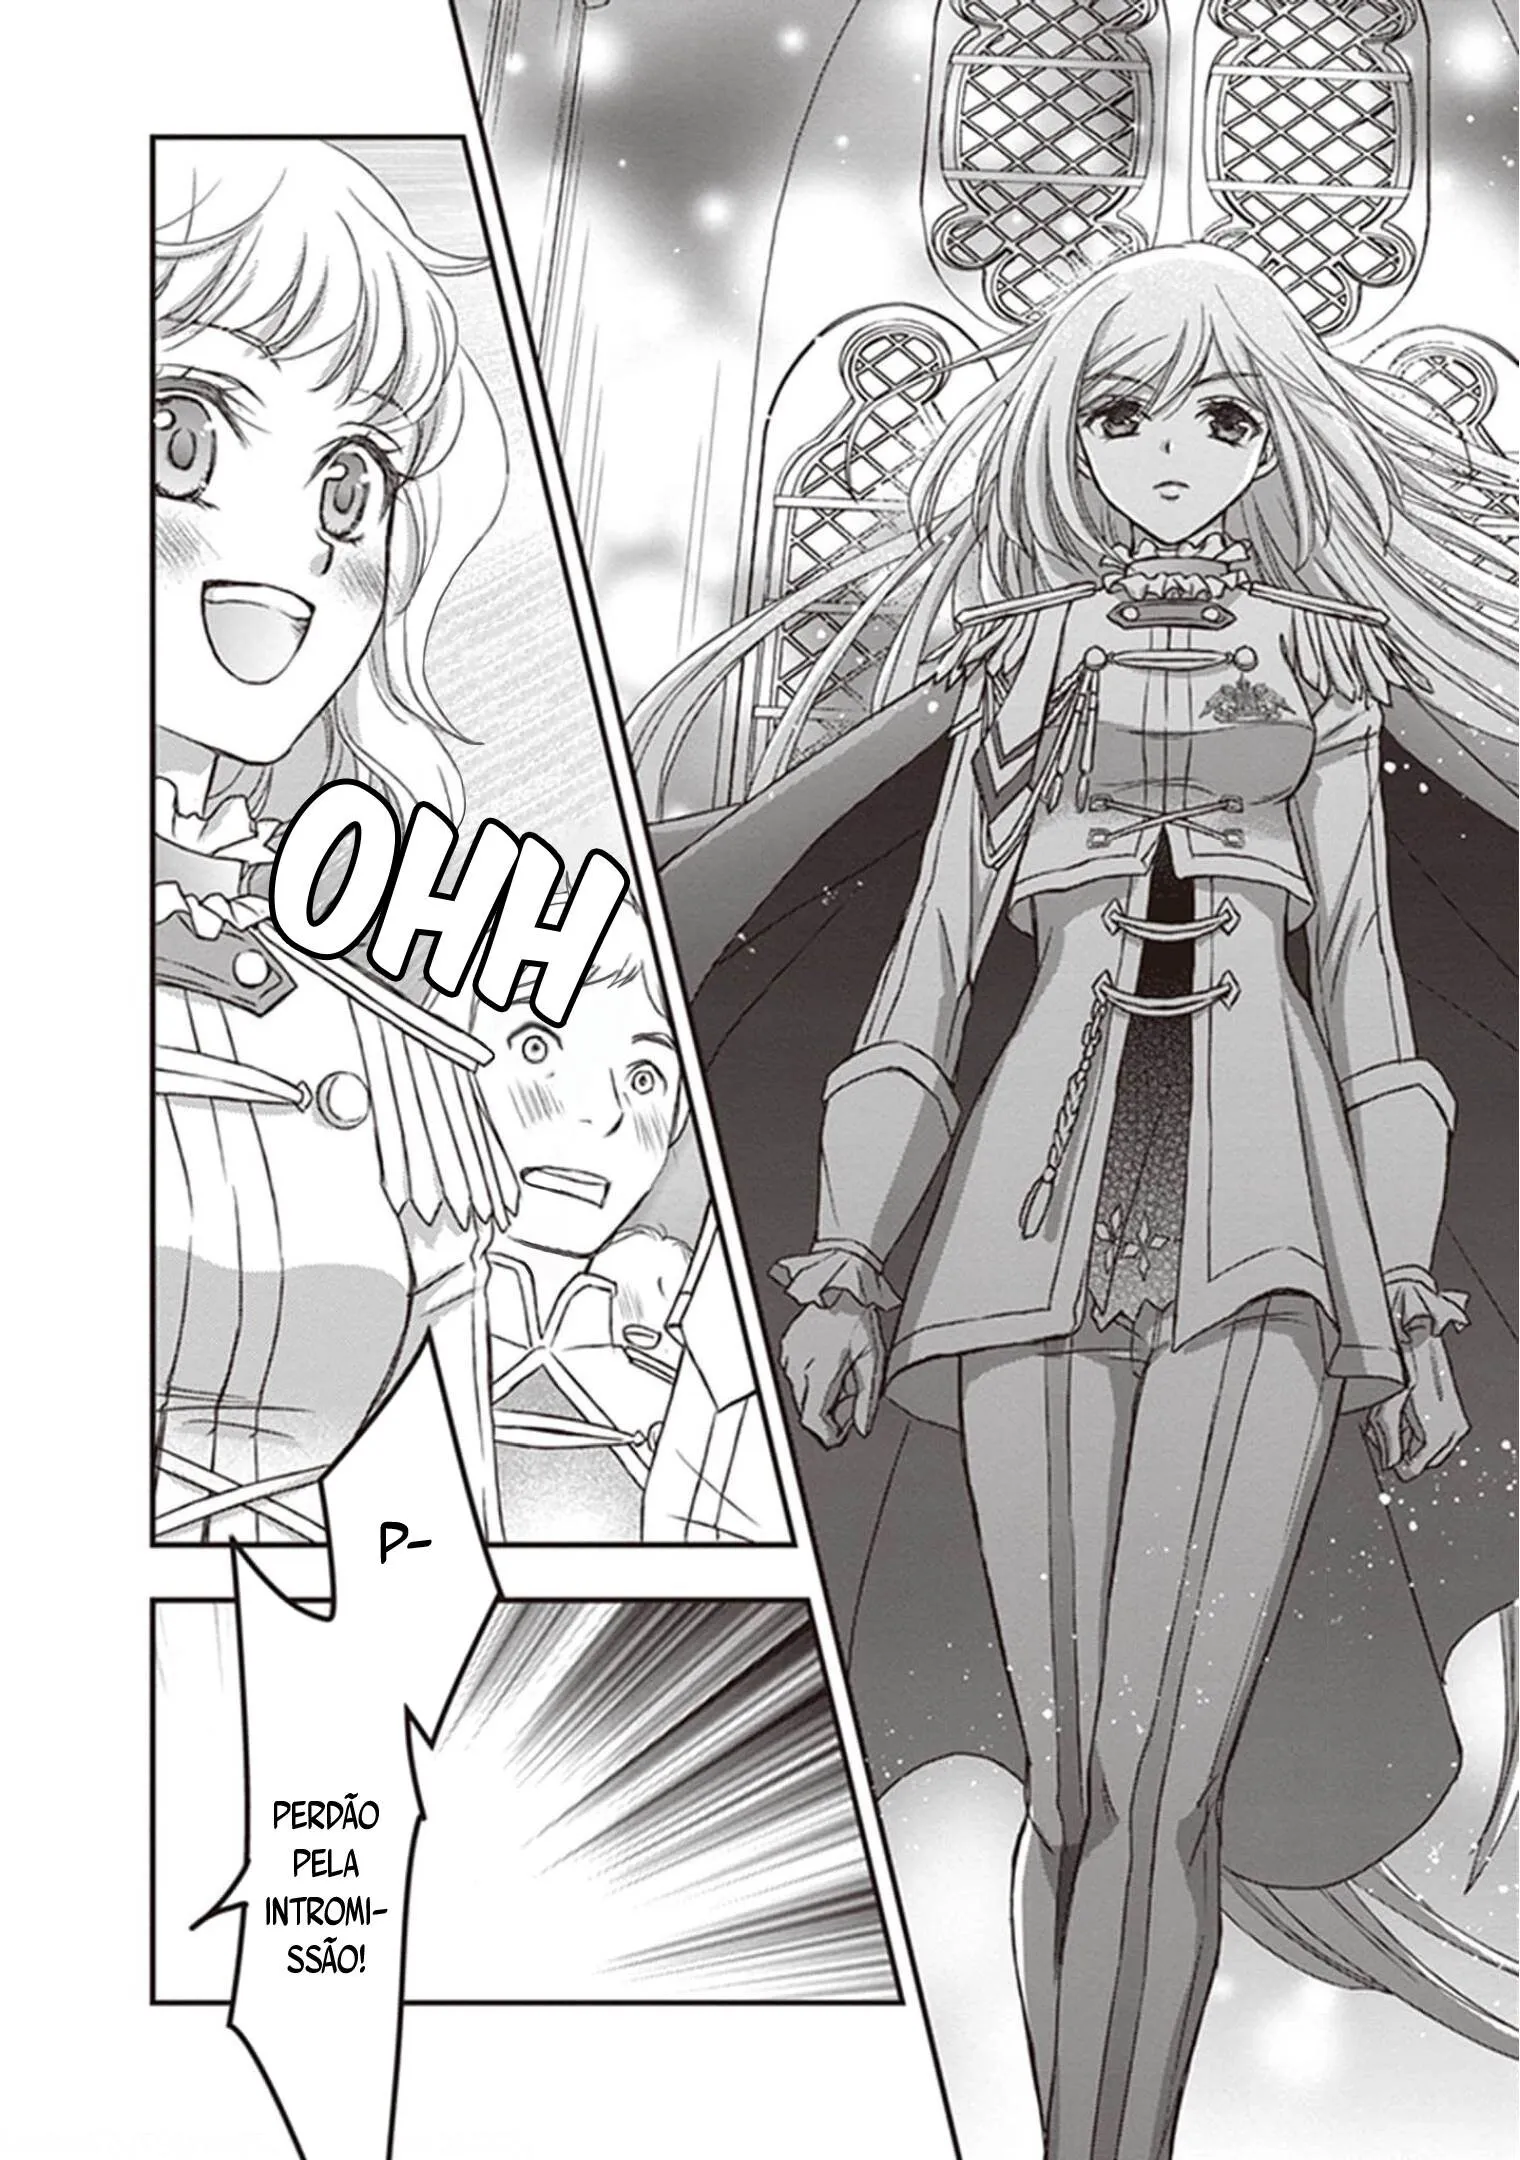 OHH
P-
PERDÃO
PELA
INTROMI-
SSÃO!